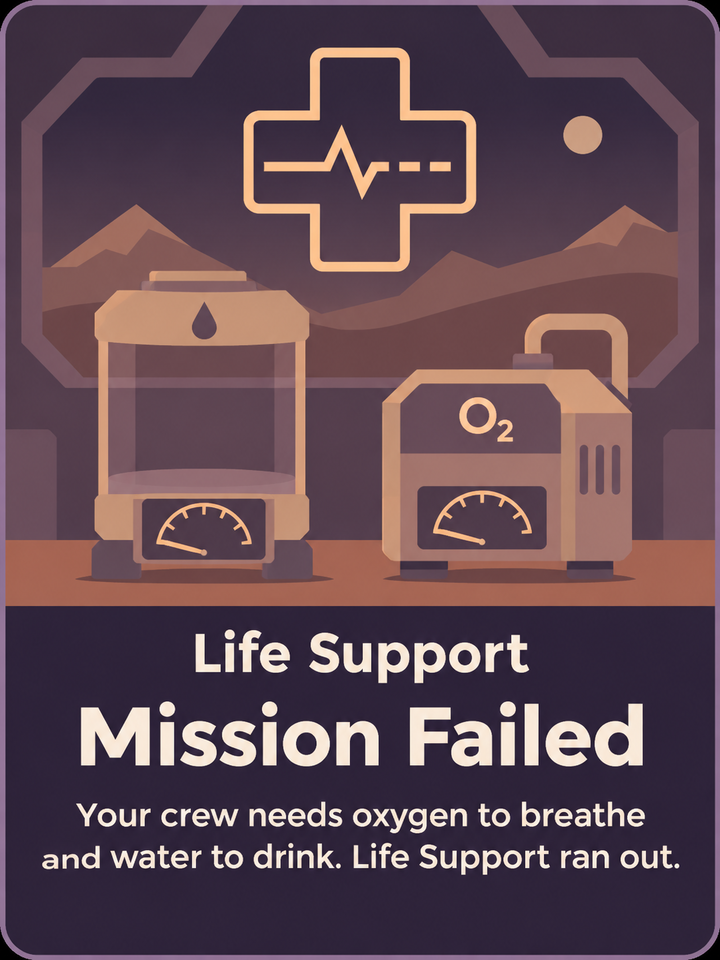 O₂
Life Support
Mission Failed
Your crew needs oxygen to breathe
and water to drink. Life Support ran out.